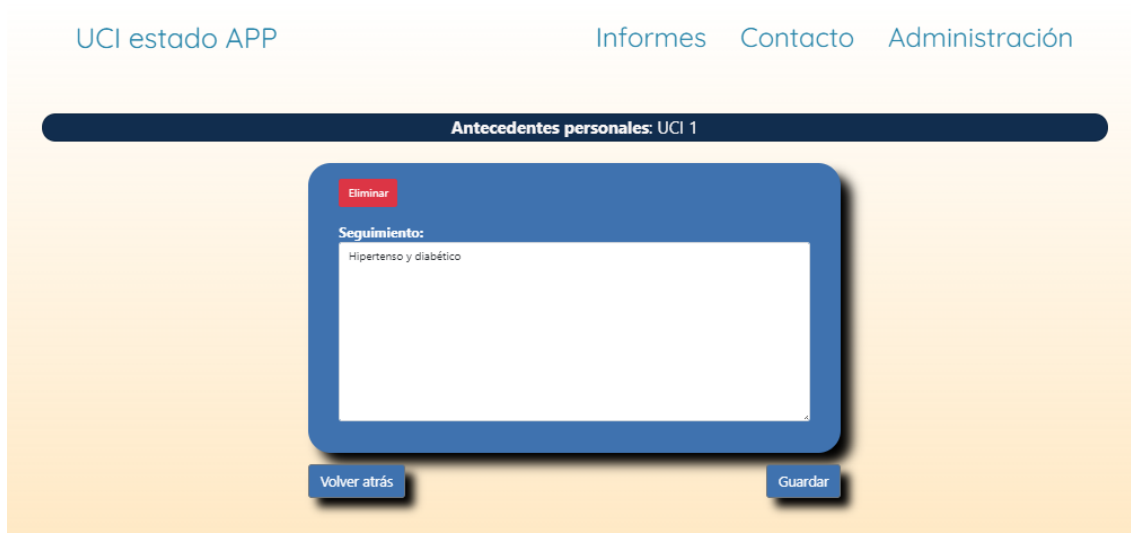 UCI estado APP Informes Contacto Administración
Antecedentes personales: UCI 1
Eliminar
Seguimiento:
Hipertenso y diabético
Volver atrás Guardar